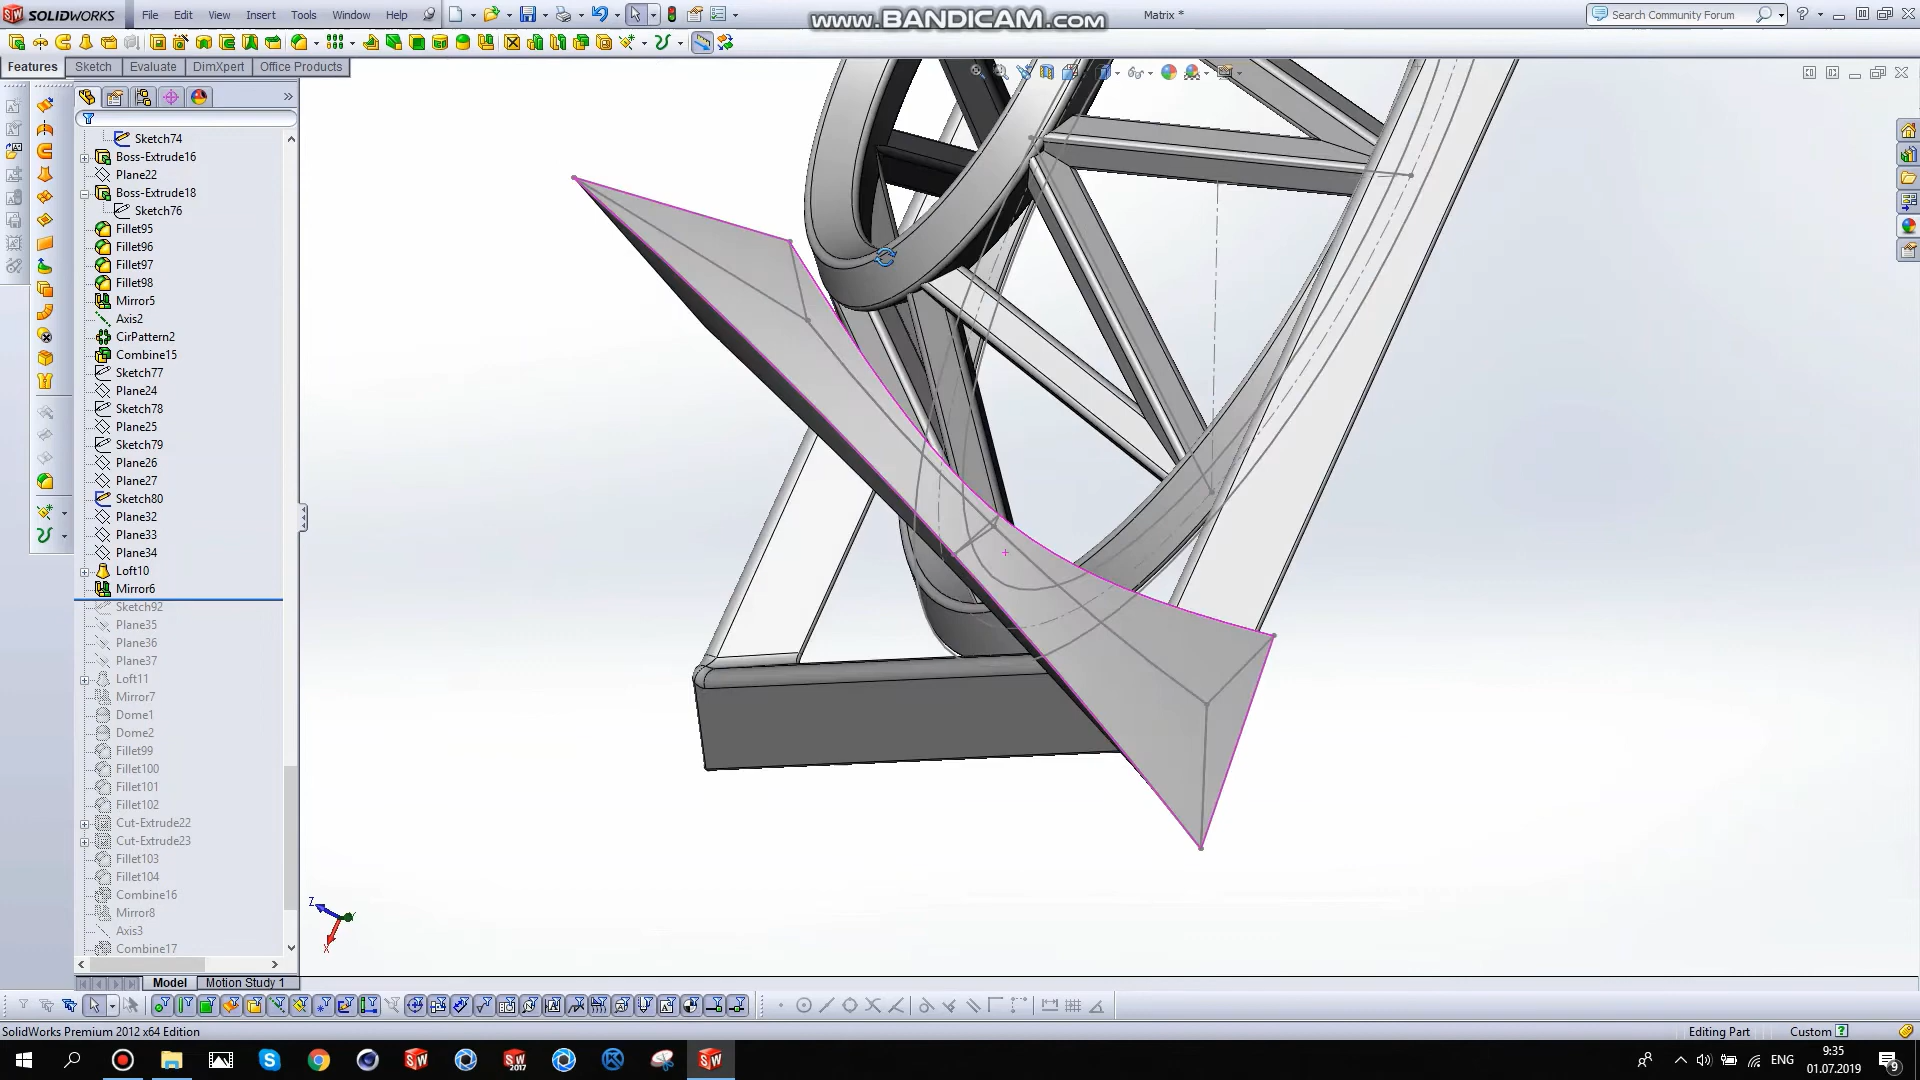 SOLIDWORKS File Edit View Insert Tools Window Help www.BANDICAM.com Matrix * Search Community Forum ?
Features Sketch Evaluate DimXpert Office Products
Sketch74
Boss-Extrude16
Plane22
Boss-Extrude18
Sketch76
Fillet95
Fillet96
Fillet97
Fillet98
Mirror5
Axis2
CirPattern2
Combine15
Sketch77
Plane24
Sketch78
Plane25
Sketch79
Plane26
Plane27
Sketch80
Plane32
Plane33
Plane34
Loft10
Mirror6
Sketch92
Plane35
Plane36
Plane37
Loft11
Mirror7
Dome1
Dome2
Fillet99
Fillet100
Fillet101
Fillet102
Cut-Extrude22
Cut-Extrude23
Fillet103
Fillet104
Combine16
Mirror8
Axis3
Combine17
Z
X
Model Motion Study 1
SolidWorks Premium 2012 x64 Edition Editing Part Custom ?
ENG 9:35
01.07.2019
SW 2017 SW 9